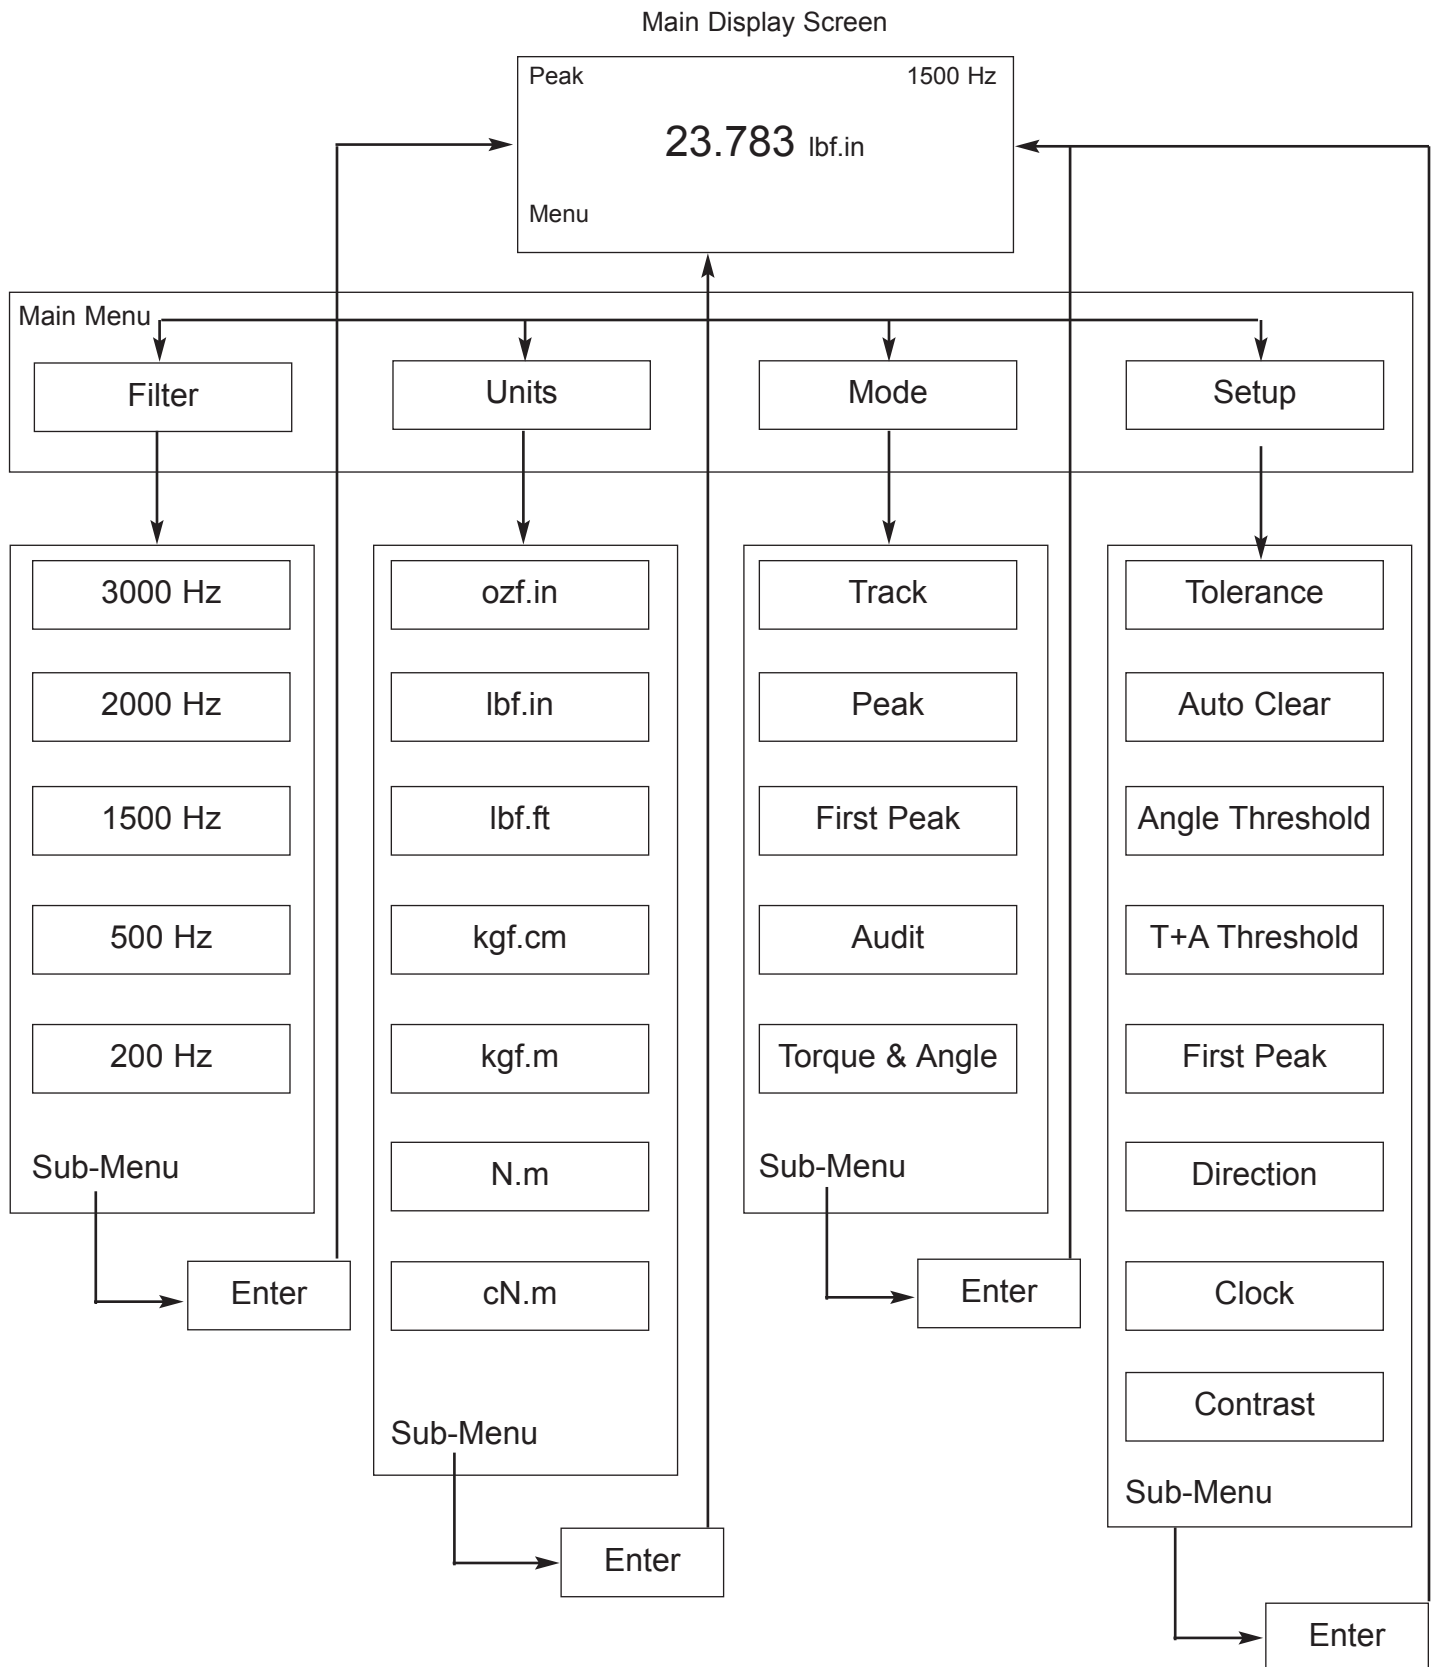 Main Display Screen
Peak 1500 Hz
23.783 lbf.in
Menu
Main Menu
Filter
Units
Mode
Setup
3000 Hz
2000 Hz
1500 Hz
500 Hz
200 Hz
Sub-Menu
Enter
ozf.in
lbf.in
lbf.ft
kgf.cm
kgf.m
N.m
cN.m
Sub-Menu
Enter
Track
Peak
First Peak
Audit
Torque & Angle
Sub-Menu
Enter
Tolerance
Auto Clear
Angle Threshold
T+A Threshold
First Peak
Direction
Clock
Contrast
Sub-Menu
Enter